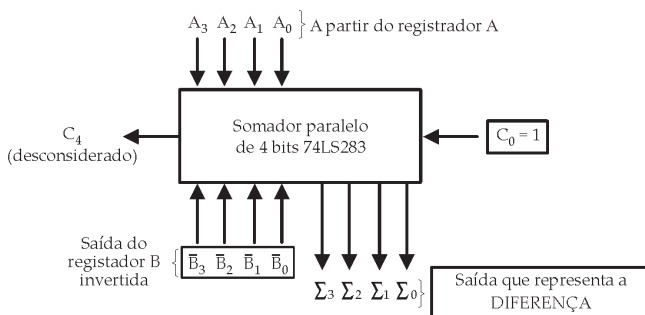 A₃ A₂ A₁ A₀ } A partir do registrador A
Somador paralelo
de 4 bits 74LS283
C₄
(desconsiderado)
C₀ = 1
Saída do
registador B
invertida
{ B̅₃ B̅₂ B̅₁ B̅₀
Σ₃ Σ₂ Σ₁ Σ₀ }
Saída que representa a
DIFERENÇA